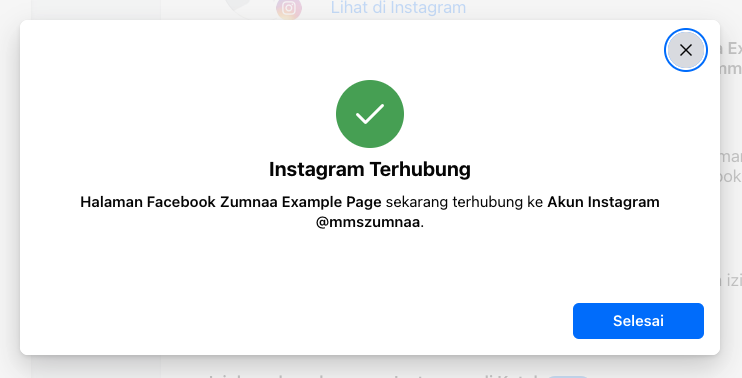 Lihat di Instagram
Instagram Terhubung
Halaman Facebook Zumnaa Example Page sekarang terhubung ke Akun Instagram
@mmszumnaa.
Selesai